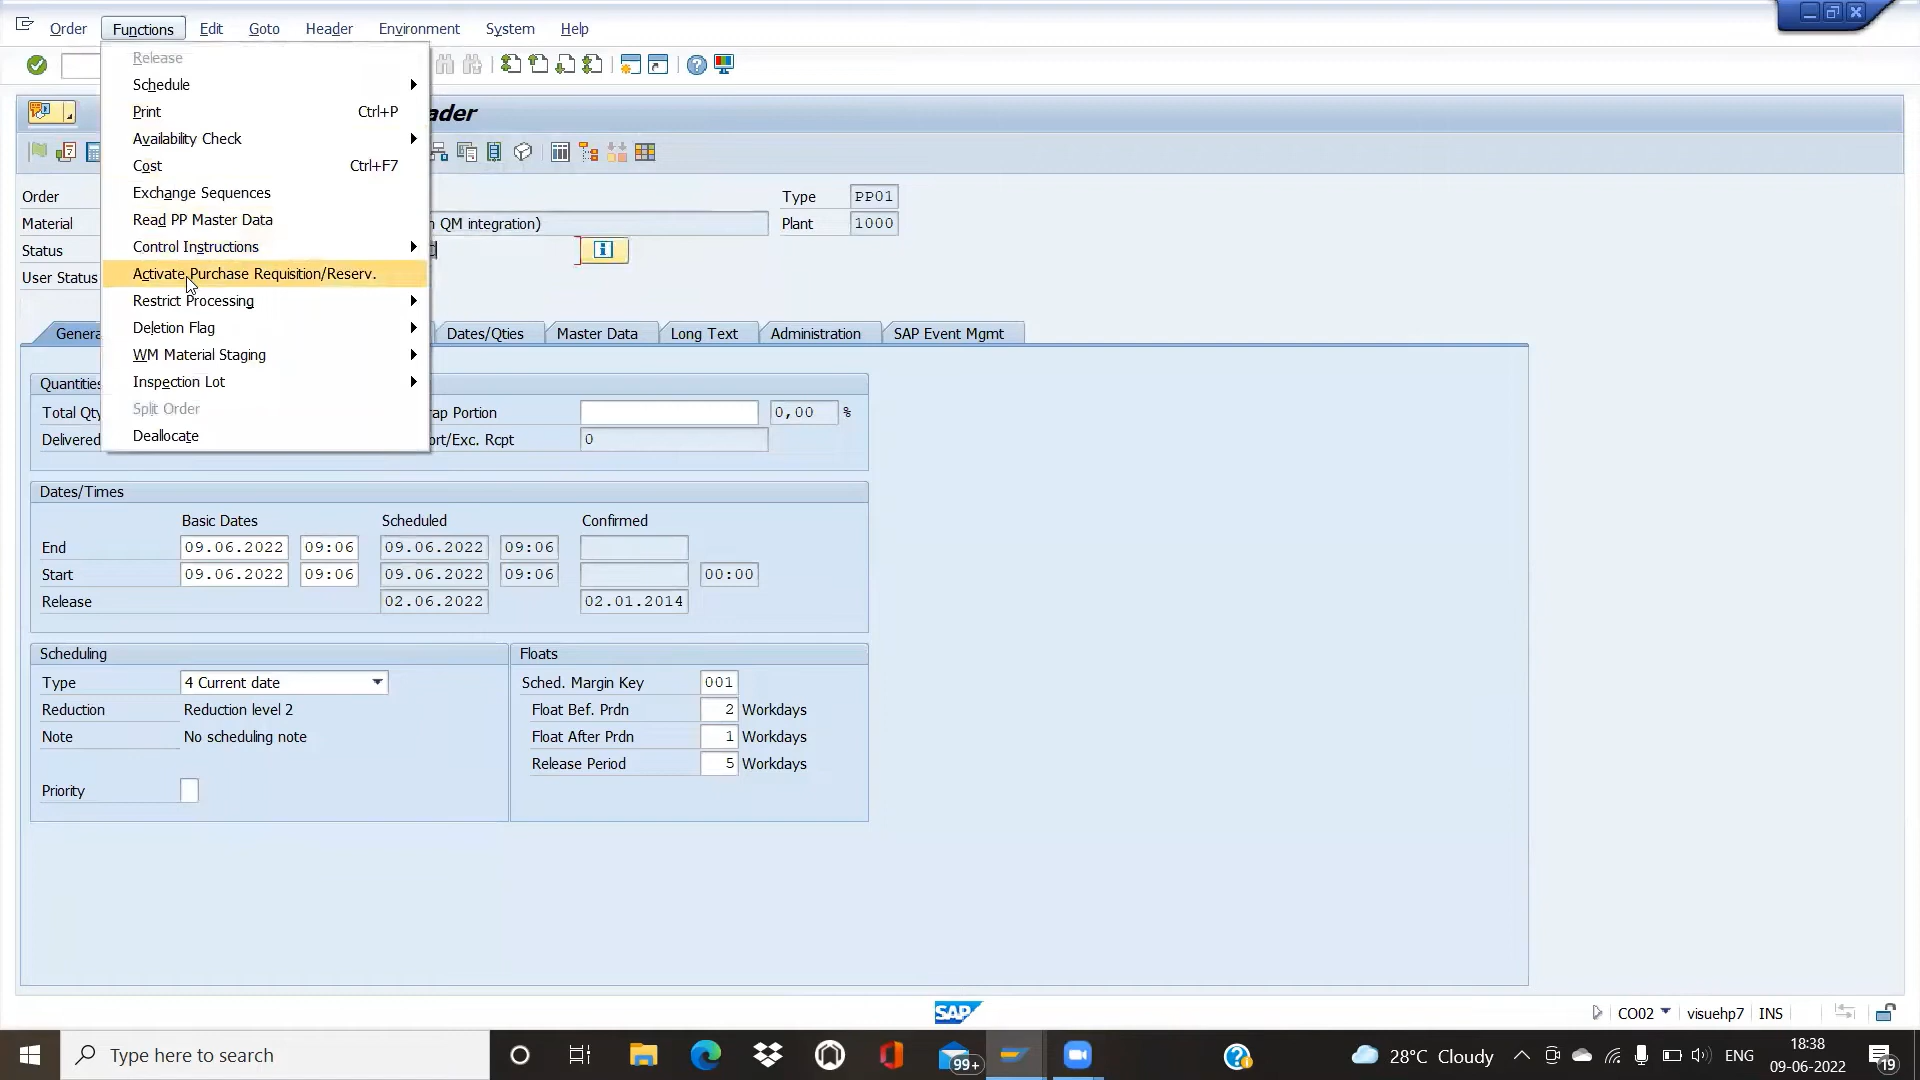 Order Functions Edit Goto Header Environment System Help
Release
Schedule
Print Ctrl+P
ader
Availability Check
Cost Ctrl+F7
Exchange Sequences
Order Type PP01
Read PP Master Data
Material n QM integration) Plant 1000
Control Instructions
Status
Activate Purchase Requisition/Reserv.
User Status
Restrict Processing
Deletion Flag
Genera Dates/Qties Master Data Long Text Administration SAP Event Mgmt
WM Material Staging
Inspection Lot
Quantities
Split Order
Total Qty rap Portion 0,00 %
Deallocate
Delivered ort/Exc. Rcpt 0
Dates/Times
Basic Dates Scheduled Confirmed
End 09.06.2022 09:06 09.06.2022 09:06
Start 09.06.2022 09:06 09.06.2022 09:06 00:00
Release 02.06.2022 02.01.2014
Scheduling Floats
Type 4 Current date Sched. Margin Key 001
Reduction Reduction level 2 Float Bef. Prdn 2 Workdays
Note No scheduling note Float After Prdn 1 Workdays
Release Period 5 Workdays
Priority
SAP CO02 visuehp7 INS
Type here to search 99+ 28°C Cloudy ENG 18:38
09-06-2022 19